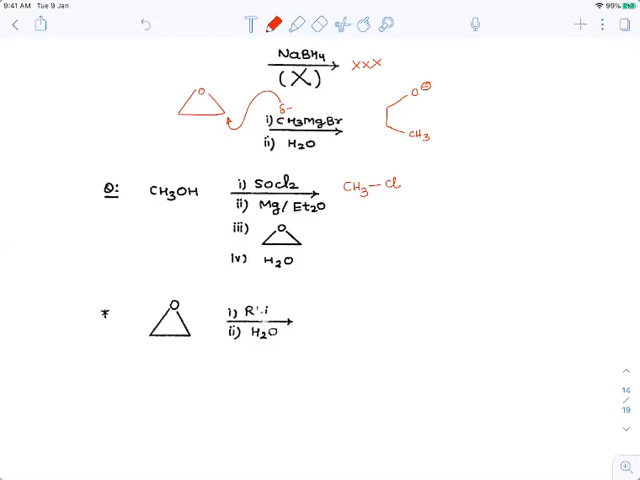 9:41 AM Tue 9 Jan
99%
T
NaBH4
(X)
xxx
O
δ-
i) CH3MgBr
ii) H2O
O⊖
CH3
Q:
CH3OH
i) SOCl2
ii) Mg/Et2O
iii)
O
iv) H2O
CH3-Cl
*
O
i)
ii) H2O
14
/
19